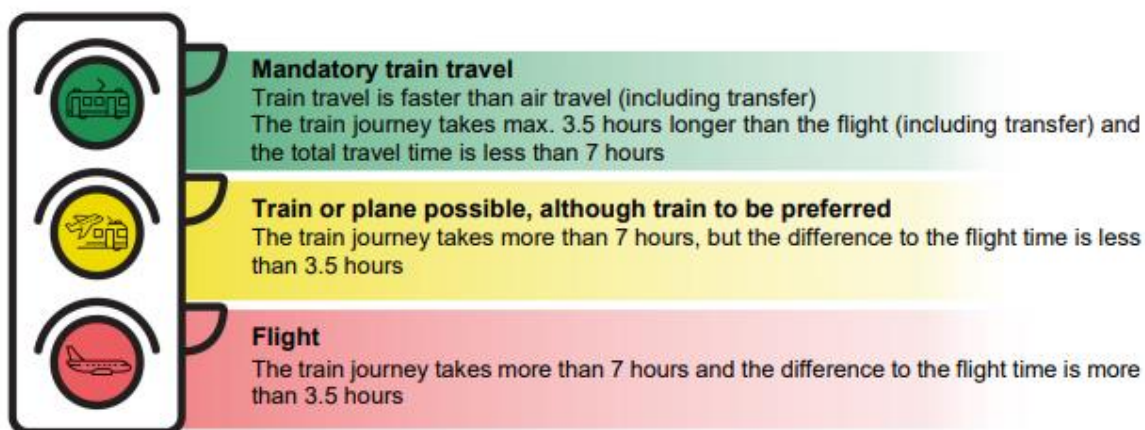 Mandatory train travel
Train travel is faster than air travel (including transfer)
The train journey takes max. 3.5 hours longer than the flight (including transfer) and
the total travel time is less than 7 hours
Train or plane possible, although train to be preferred
The train journey takes more than 7 hours, but the difference to the flight time is less
than 3.5 hours
Flight
The train journey takes more than 7 hours and the difference to the flight time is more
than 3.5 hours